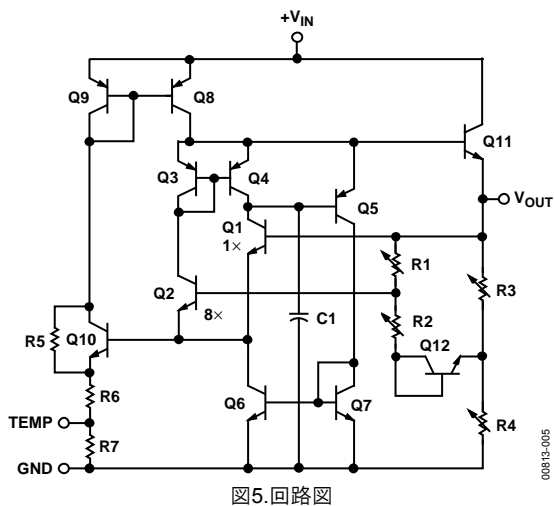 +VIN
Q9
Q8
Q11
Q3
Q4
Q5
VOUT
Q1
1×
R1
R3
Q2
8×
R2
C1
Q12
R5
Q10
R6
Q6
Q7
R4
TEMP
R7
GND
00813-005
図5.回路図